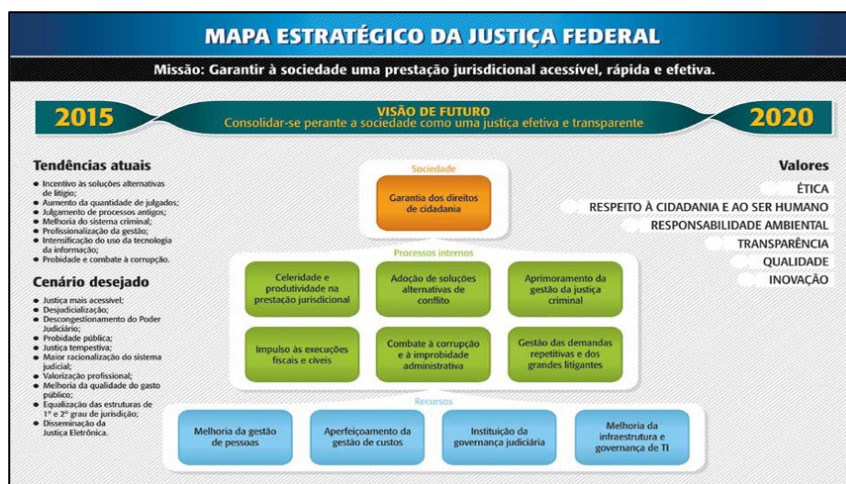 MAPA ESTRATÉGICO DA JUSTIÇA FEDERAL
Missão: Garantir à sociedade uma prestação jurisdicional acessível, rápida e efetiva.
2015
VISÃO DE FUTURO
Consolidar-se perante a sociedade como uma justiça efetiva e transparente
2020
Tendências atuais
Incentivo às soluções alternativas
de litígio;
Aumento da quantidade de julgados;
Julgamento de processos antigos;
Melhoria do sistema criminal;
Profissionalização da gestão;
Intensificação do uso da tecnologia
da informação;
Probidade e combate à corrupção.
Cenário desejado
Justiça mais acessível;
Desjudicialização;
Descongestionamento do Poder
Judiciário;
Probidade pública;
Justiça tempestiva;
Maior racionalização do sistema
judicial;
Valorização profissional;
Melhoria da qualidade do gasto
público;
Equalização das estruturas de
1º e 2º grau de jurisdição;
Disseminação da
Justiça Eletrônica.
Sociedade
Garantia dos direitos
de cidadania
Processos internos
Celeridade e
produtividade na
prestação jurisdicional
Adoção de soluções
alternativas de
conflito
Aprimoramento da
gestão da justiça
criminal
Impulso às execuções
fiscais e cíveis
Combate à corrupção
e à improbidade
administrativa
Gestão das demandas
repetitivas e dos
grandes litigantes
Recursos
Melhoria da gestão
de pessoas
Aperfeiçoamento da
gestão de custos
Instituição da
governança judiciária
Melhoria da
infraestrutura e
governança de TI
Valores
ÉTICA
RESPEITO À CIDADANIA E AO SER HUMANO
RESPONSABILIDADE AMBIENTAL
TRANSPARÊNCIA
QUALIDADE
INOVAÇÃO